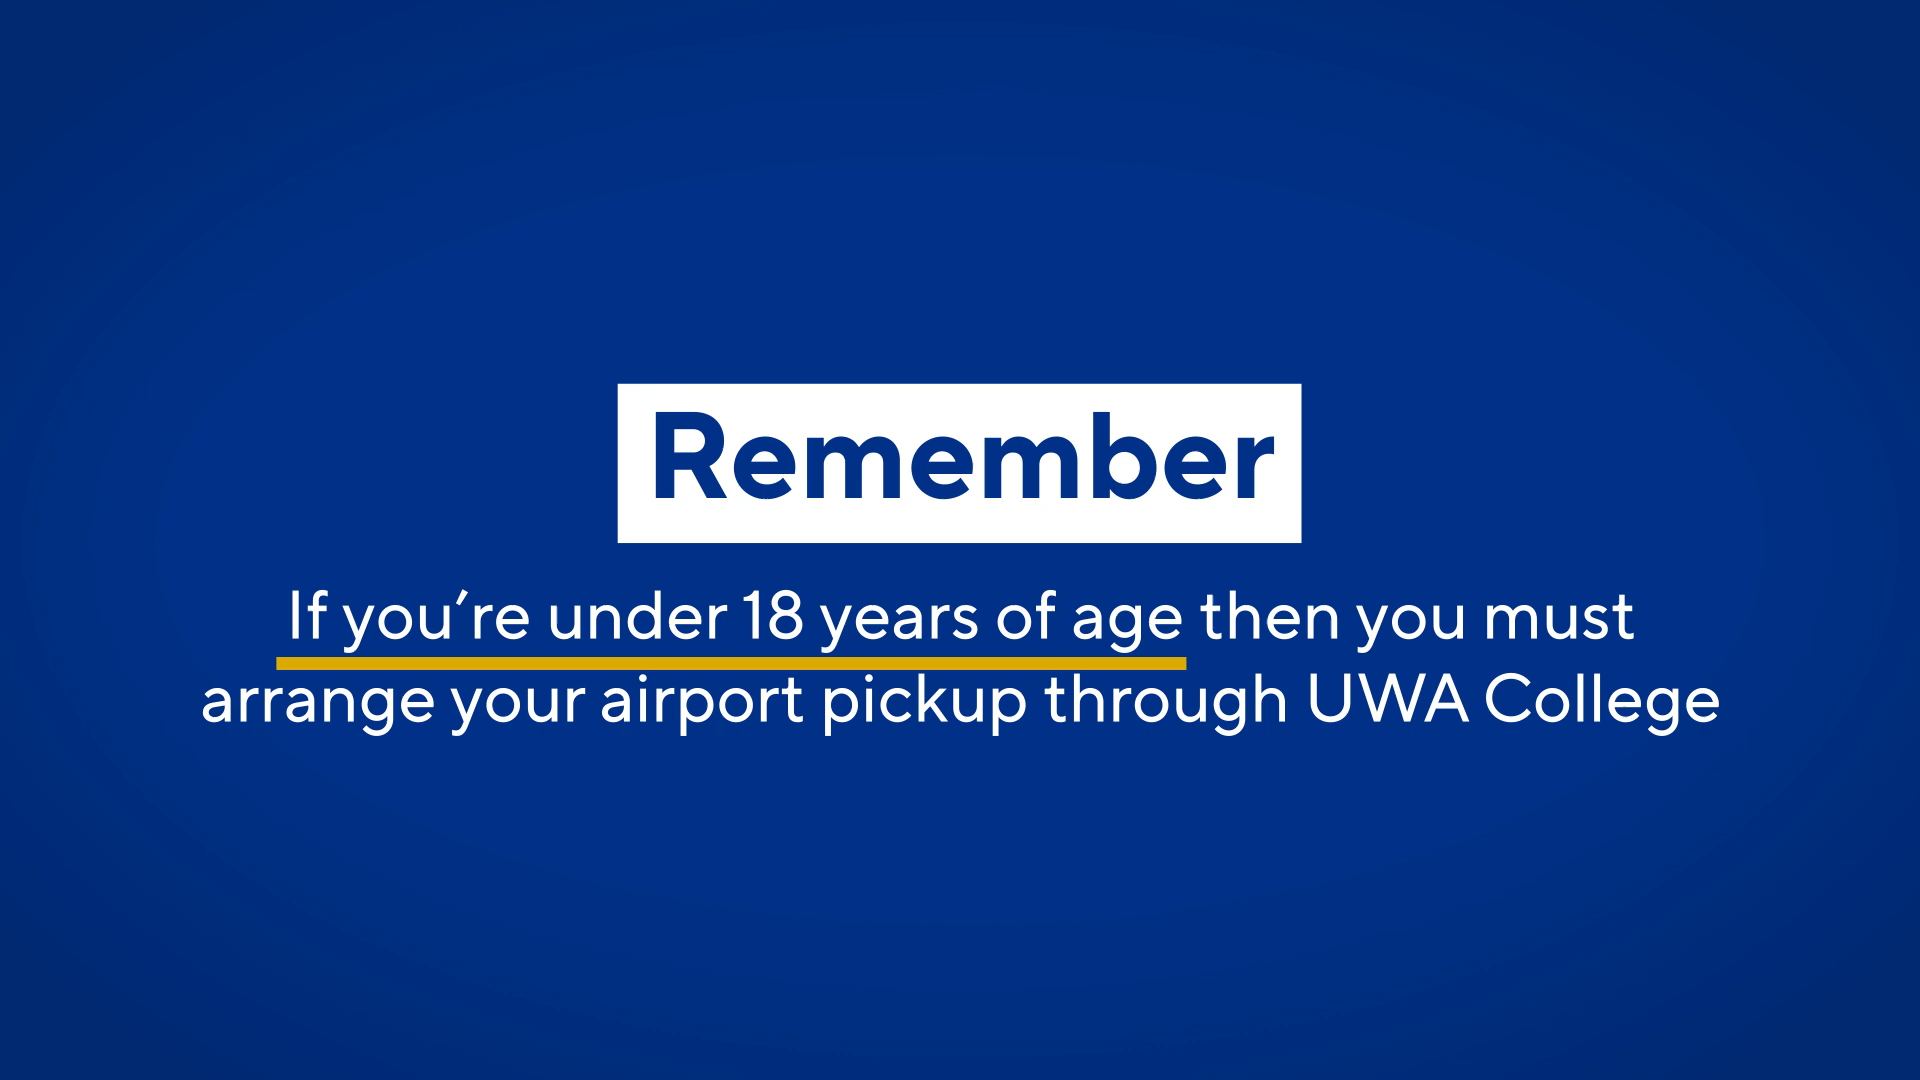 Remember
If you’re under 18 years of age then you must
arrange your airport pickup through UWA College